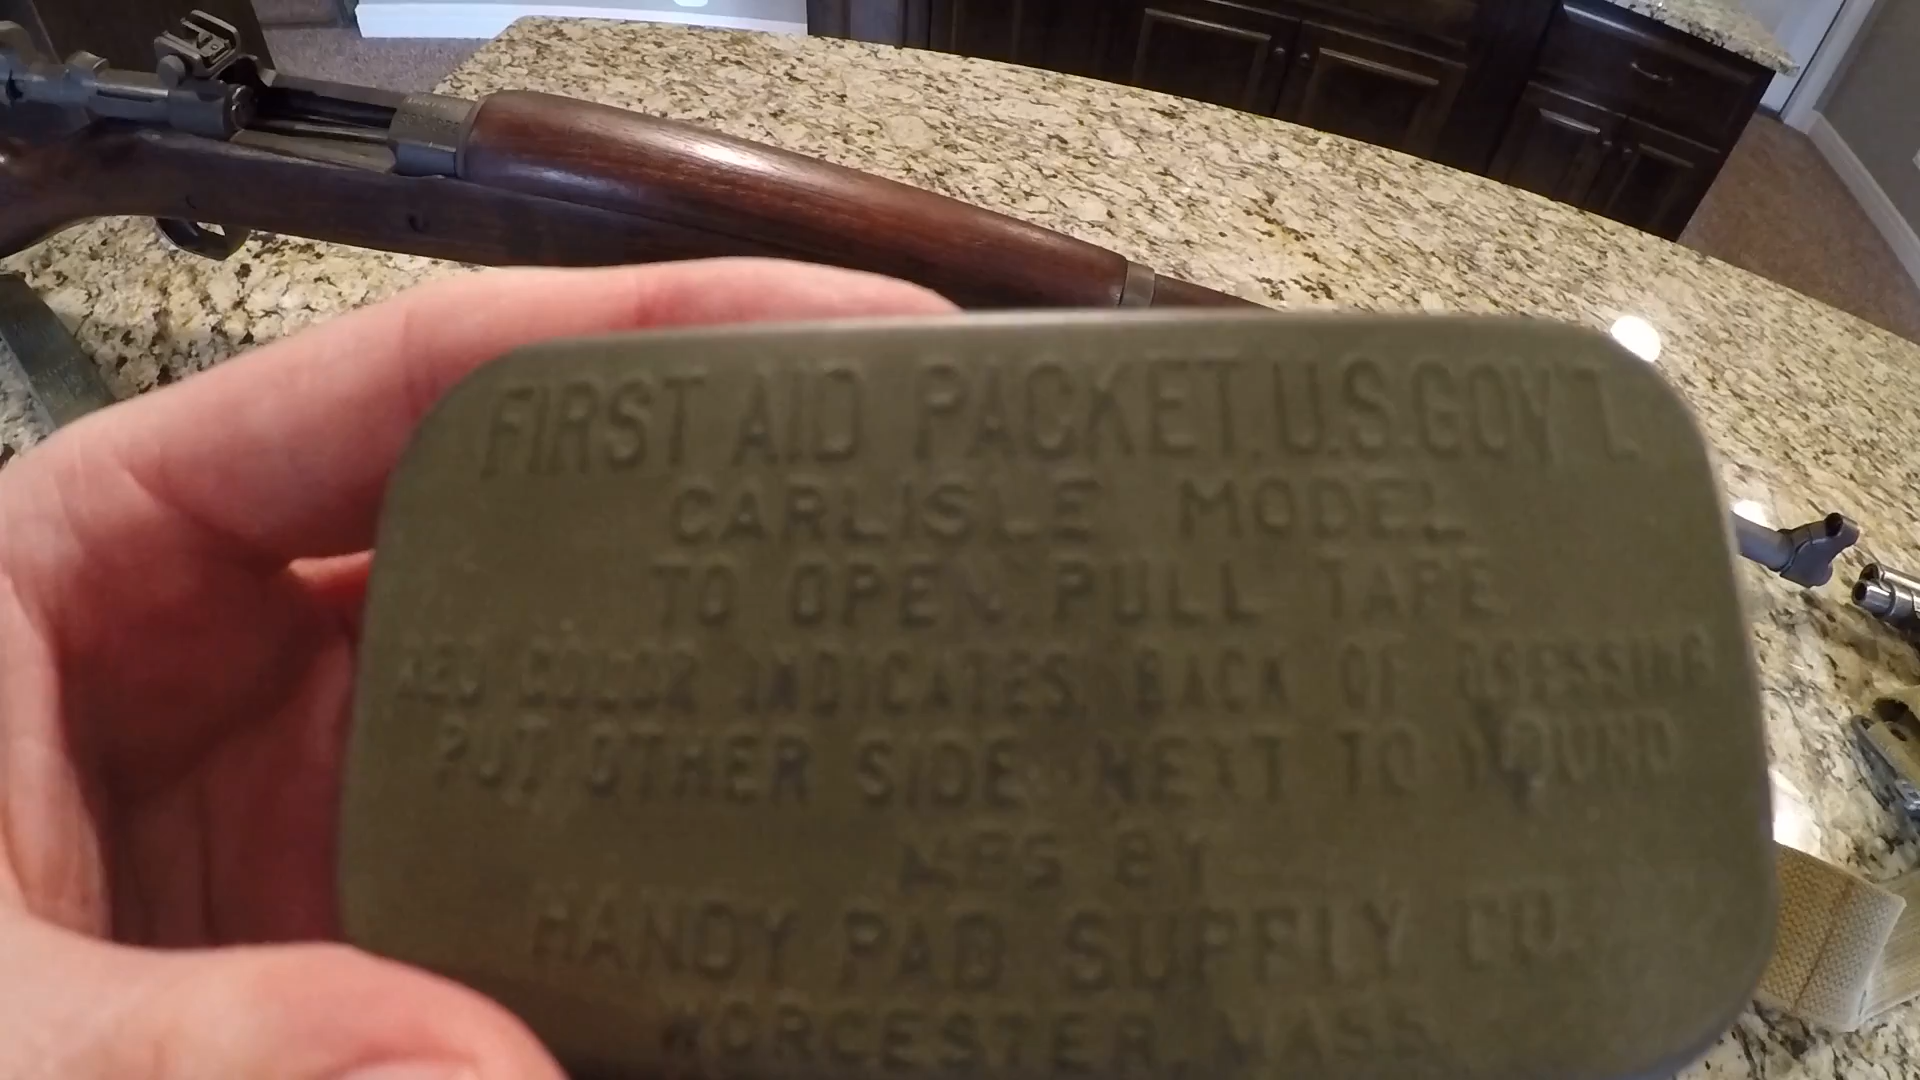 FIRST AID PACKET. U.S. GOV'T.
CARLISLE MODEL
TO OPEN PULL TAPE
RED COLOR INDICATES BACK OF DRESSING
PUT OTHER SIDE NEXT TO WOUND
MFG BY
HANDY PAD SUPPLY CO.
WORCESTER, MASS.